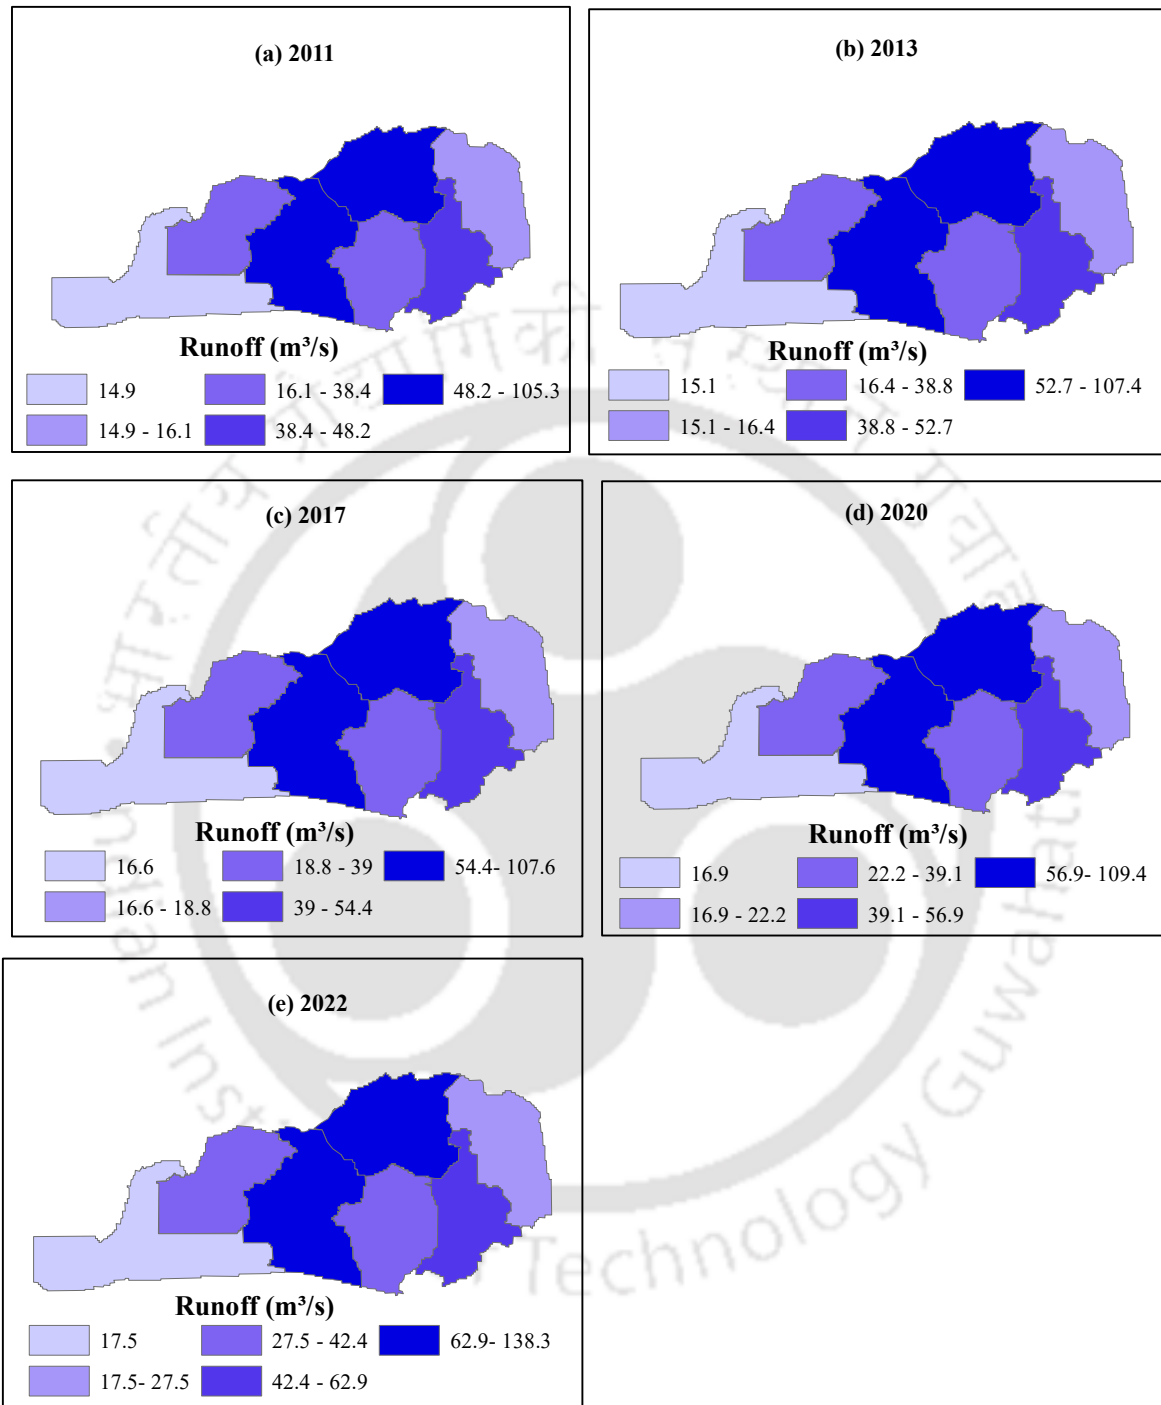 (a) 2011
Runoff (m³/s)
14.9
16.1 - 38.4
48.2 - 105.3
14.9 - 16.1
38.4 - 48.2
(b) 2013
Runoff (m³/s)
15.1
16.4 - 38.8
52.7 - 107.4
15.1 - 16.4
38.8 - 52.7
(c) 2017
Runoff (m³/s)
16.6
18.8 - 39
54.4- 107.6
16.6 - 18.8
39 - 54.4
(d) 2020
Runoff (m³/s)
16.9
22.2 - 39.1
56.9- 109.4
16.9 - 22.2
39.1 - 56.9
(e) 2022
Runoff (m³/s)
17.5
27.5 - 42.4
62.9- 138.3
17.5- 27.5
42.4 - 62.9
Technology Guwahati